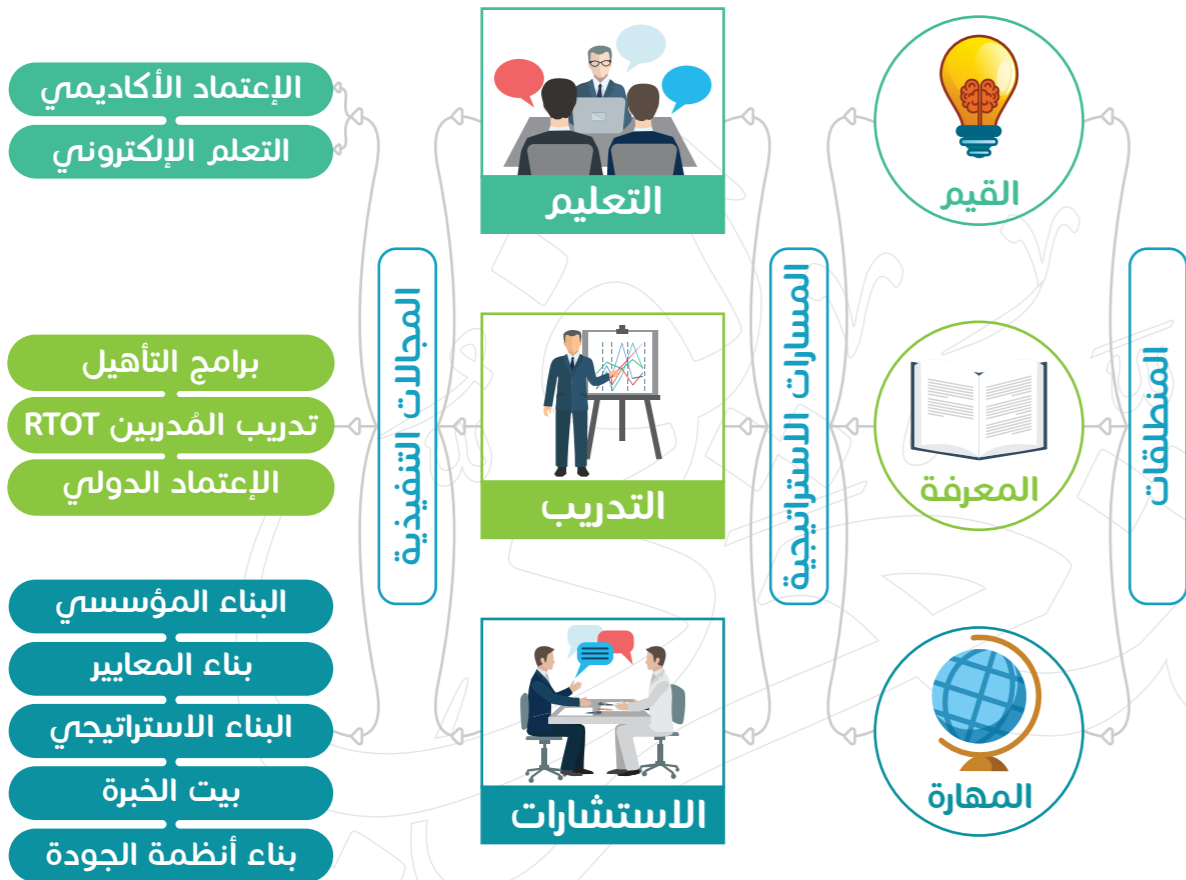 المنطلقات
القيم
المعرفة
المهارة
المسارات الاستراتيجية
التعليم
التدريب
الاستشارات
المجالات التنفيذية
الإعتماد الأكاديمي
التعلم الإلكتروني
برامج التأهيل
تدريب المُدربين RTOT
الإعتماد الدولي
البناء المؤسسي
بناء المعايير
البناء الاستراتيجي
بيت الخبرة
بناء أنظمة الجودة